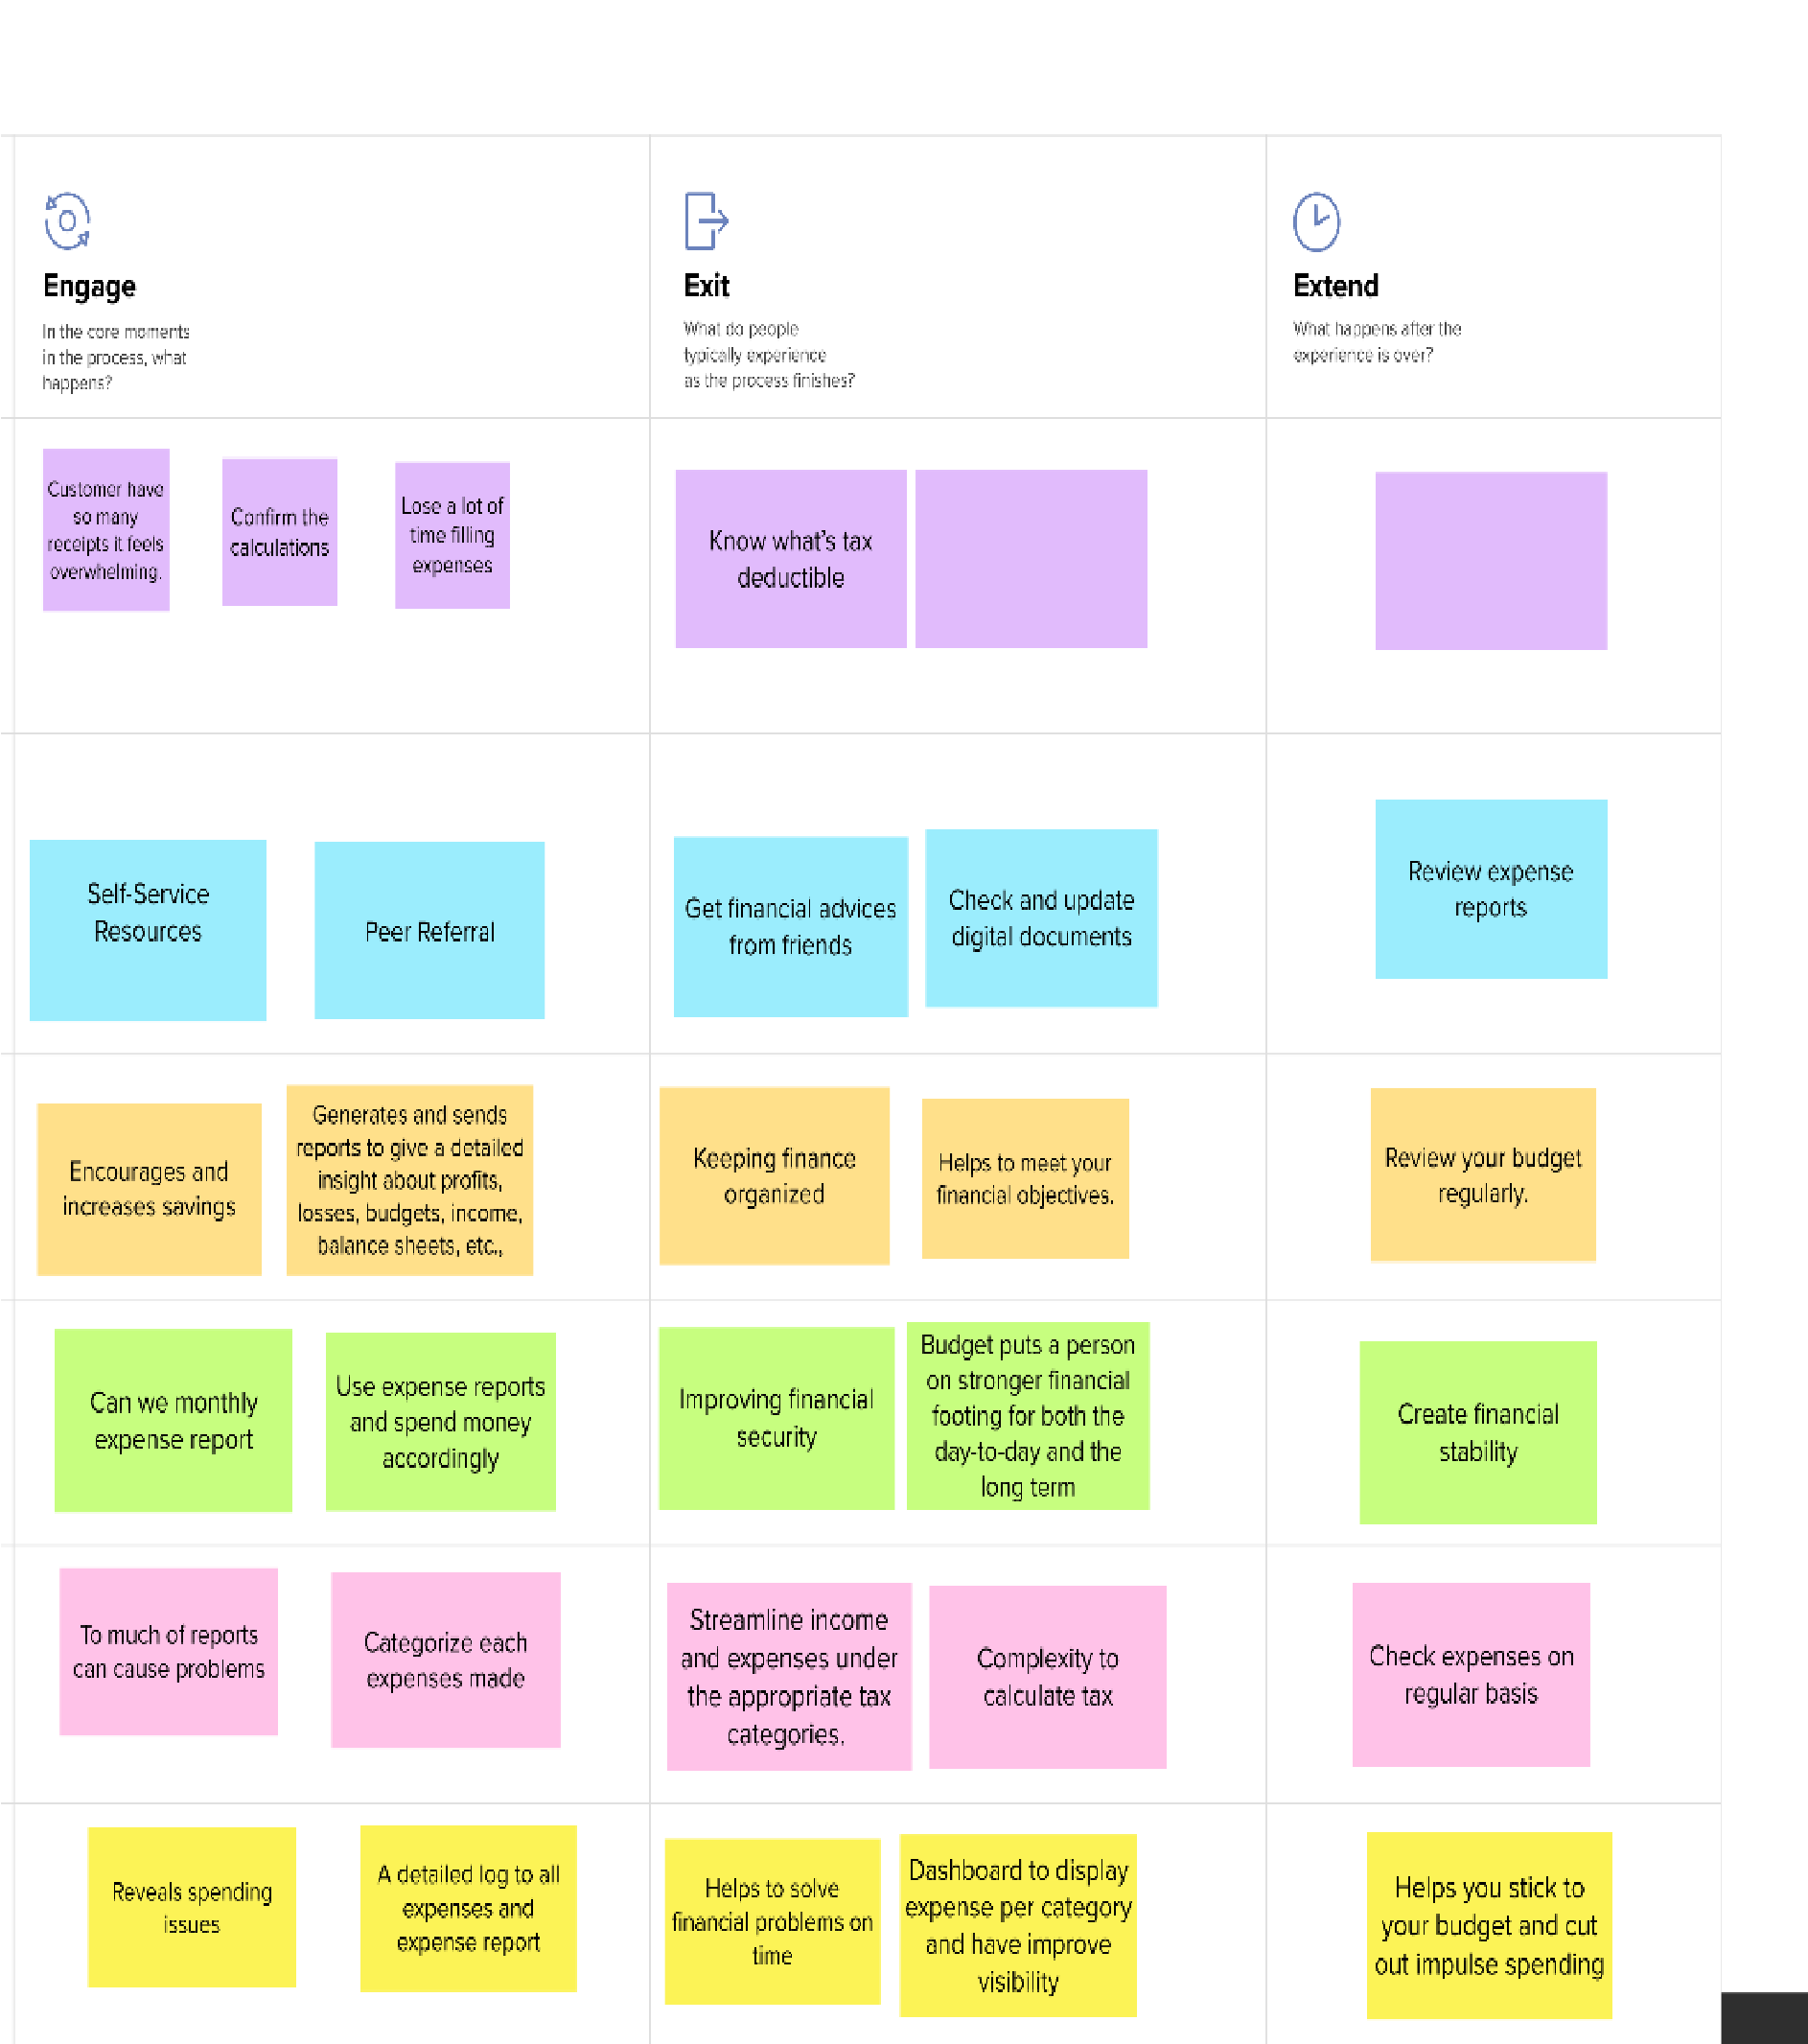 Engage
In the core moments
in the process, what
happens?
Exit
What do people
typically experience
as the process finishes?
Extend
What happens after the
experience is over?
Customer have
so many
receipts it feels
overwhelming.
Confirm the
calculations
Lose a lot of
time filling
expenses
Know what's tax
deductible
Self-Service
Resources
Peer Referral
Get financial advices
from friends
Check and update
digital documents
Review expense
reports
Encourages and
increases savings
Generates and sends
reports to give a detailed
insight about profits,
losses, budgets, income,
balance sheets, etc.,
Keeping finance
organized
Helps to meet your
financial objectives.
Review your budget
regularly.
Can we monthly
expense report
Use expense reports
and spend money
accordingly
Improving financial
security
Budget puts a person
on stronger financial
footing for both the
day-to-day and the
long term
Create financial
stability
To much of reports
can cause problems
Categorize each
expenses made
Streamline income
and expenses under
the appropriate tax
categories.
Complexity to
calculate tax
Check expenses on
regular basis
Reveals spending
issues
A detailed log to all
expenses and
expense report
Helps to solve
financial problems on
time
Dashboard to display
expense per category
and have improve
visibility
Helps you stick to
your budget and cut
out impulse spending